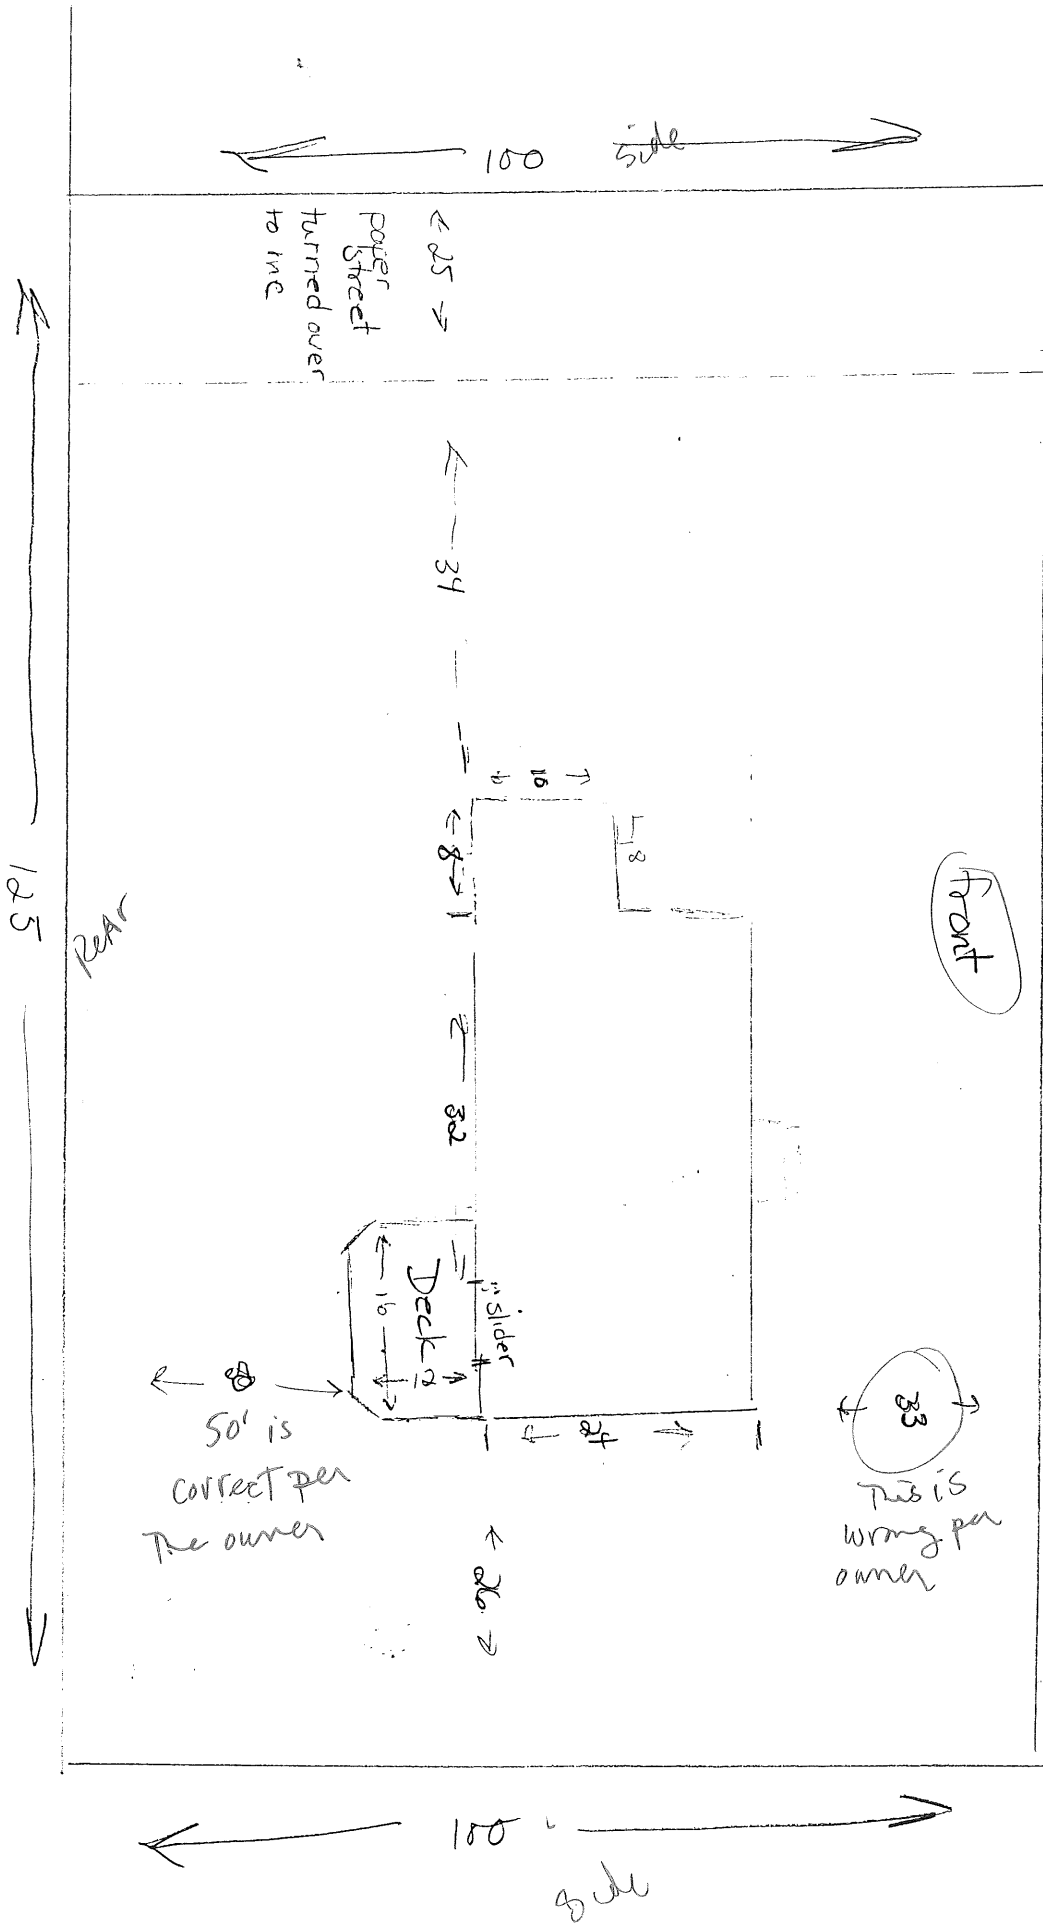 100 side
← 25 →
paper
street
turned over
to me
34
16
8
← 8 →
front
125
Rear
32
Deck
16
12
slider
24
33
This is
wrong per
owner
50' is
correct per
The owner
← 26 →
100
side